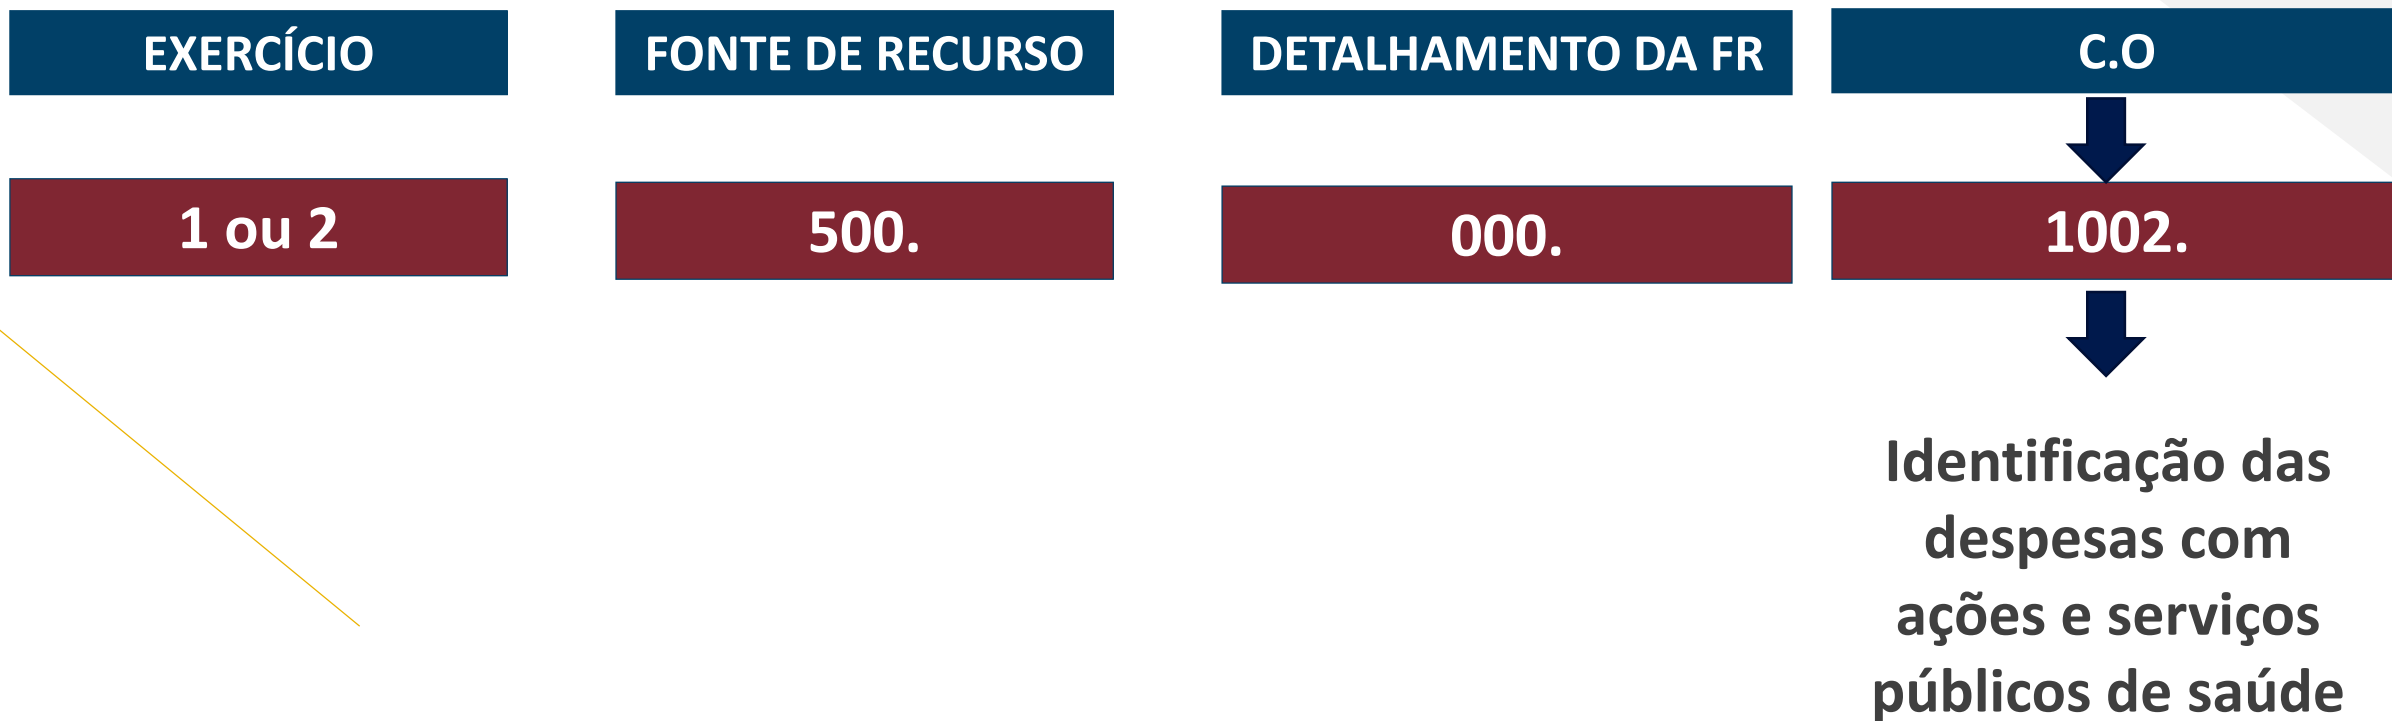 EXERCÍCIO
FONTE DE RECURSO
DETALHAMENTO DA FR
C.O
1 ou 2
500.
000.
1002.
Identificação das
despesas com
ações e serviços
públicos de saúde